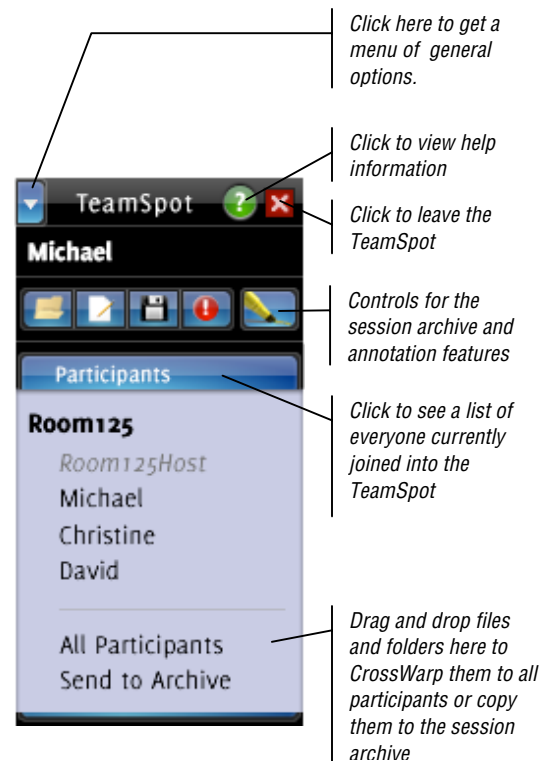 Click here to get a
menu of general
options.
Click to view help
information
TeamSpot
?
Click to leave the
TeamSpot
Michael
Controls for the
session archive and
annotation features
Participants
Click to see a list of
everyone currently
joined into the
TeamSpot
Room125
Room125Host
Michael
Christine
David
All Participants
Send to Archive
Drag and drop files
and folders here to
CrossWarp them to all
participants or copy
them to the session
archive